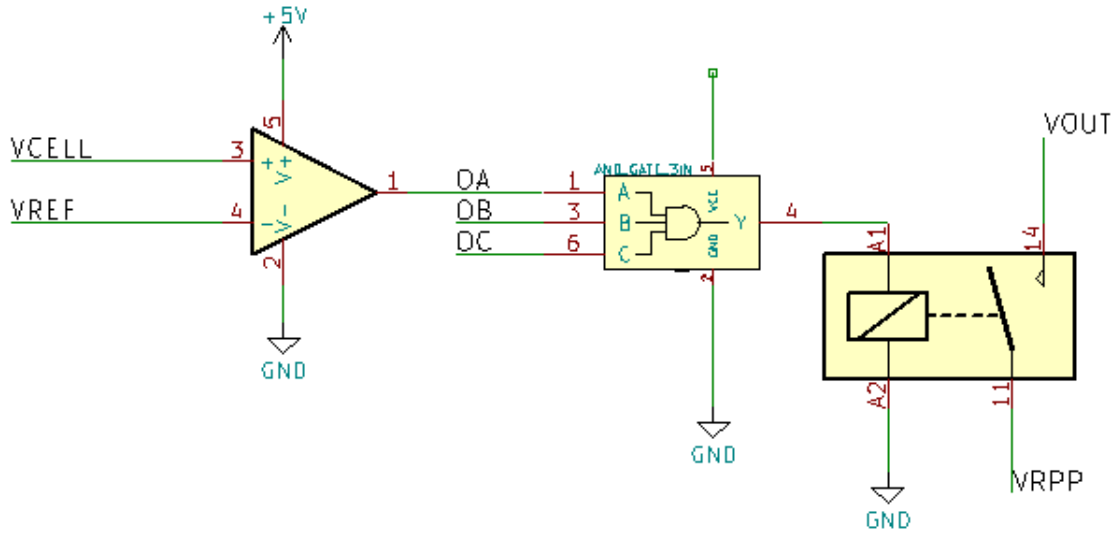 +5V
VCELL
3
+
V+
5
1
VREF
4
-
V-
2
GND
AND_GATE_3IN
5
VCC
OA
1
A
OB
3
B
OC
6
C
Y
4
GND
2
GND
A1
A2
GND
VOUT
14
11
VRPP